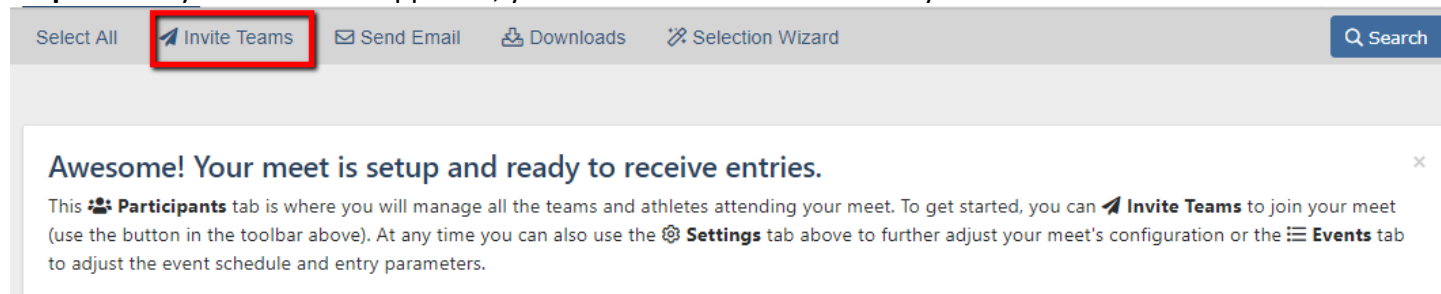 Select All Invite Teams Send Email Downloads Selection Wizard Search
Awesome! Your meet is setup and ready to receive entries. ×
This Participants tab is where you will manage all the teams and athletes attending your meet. To get started, you can Invite Teams to join your meet
(use the button in the toolbar above). At any time you can also use the Settings tab above to further adjust your meet's configuration or the Events tab
to adjust the event schedule and entry parameters.